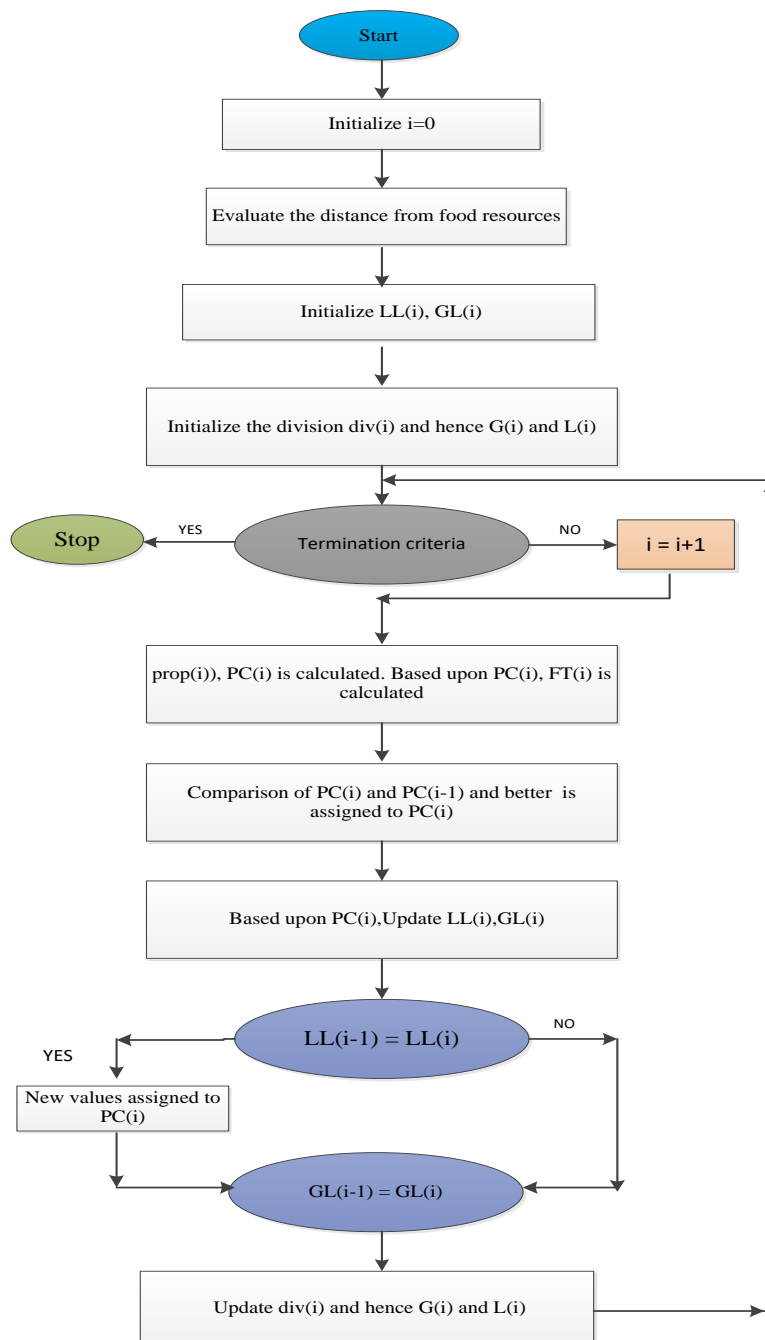 Start
Initialize i=0
Evaluate the distance from food resources
Initialize LL(i), GL(i)
Initialize the division div(i) and hence G(i) and L(i)
Stop
YES
Termination criteria
NO
i = i+1
prop(i)), PC(i) is calculated. Based upon PC(i), FT(i) is
calculated
Comparison of PC(i) and PC(i-1) and better is
assigned to PC(i)
Based upon PC(i),Update LL(i),GL(i)
LL(i-1) = LL(i)
NO
YES
New values assigned to
PC(i)
GL(i-1) = GL(i)
Update div(i) and hence G(i) and L(i)